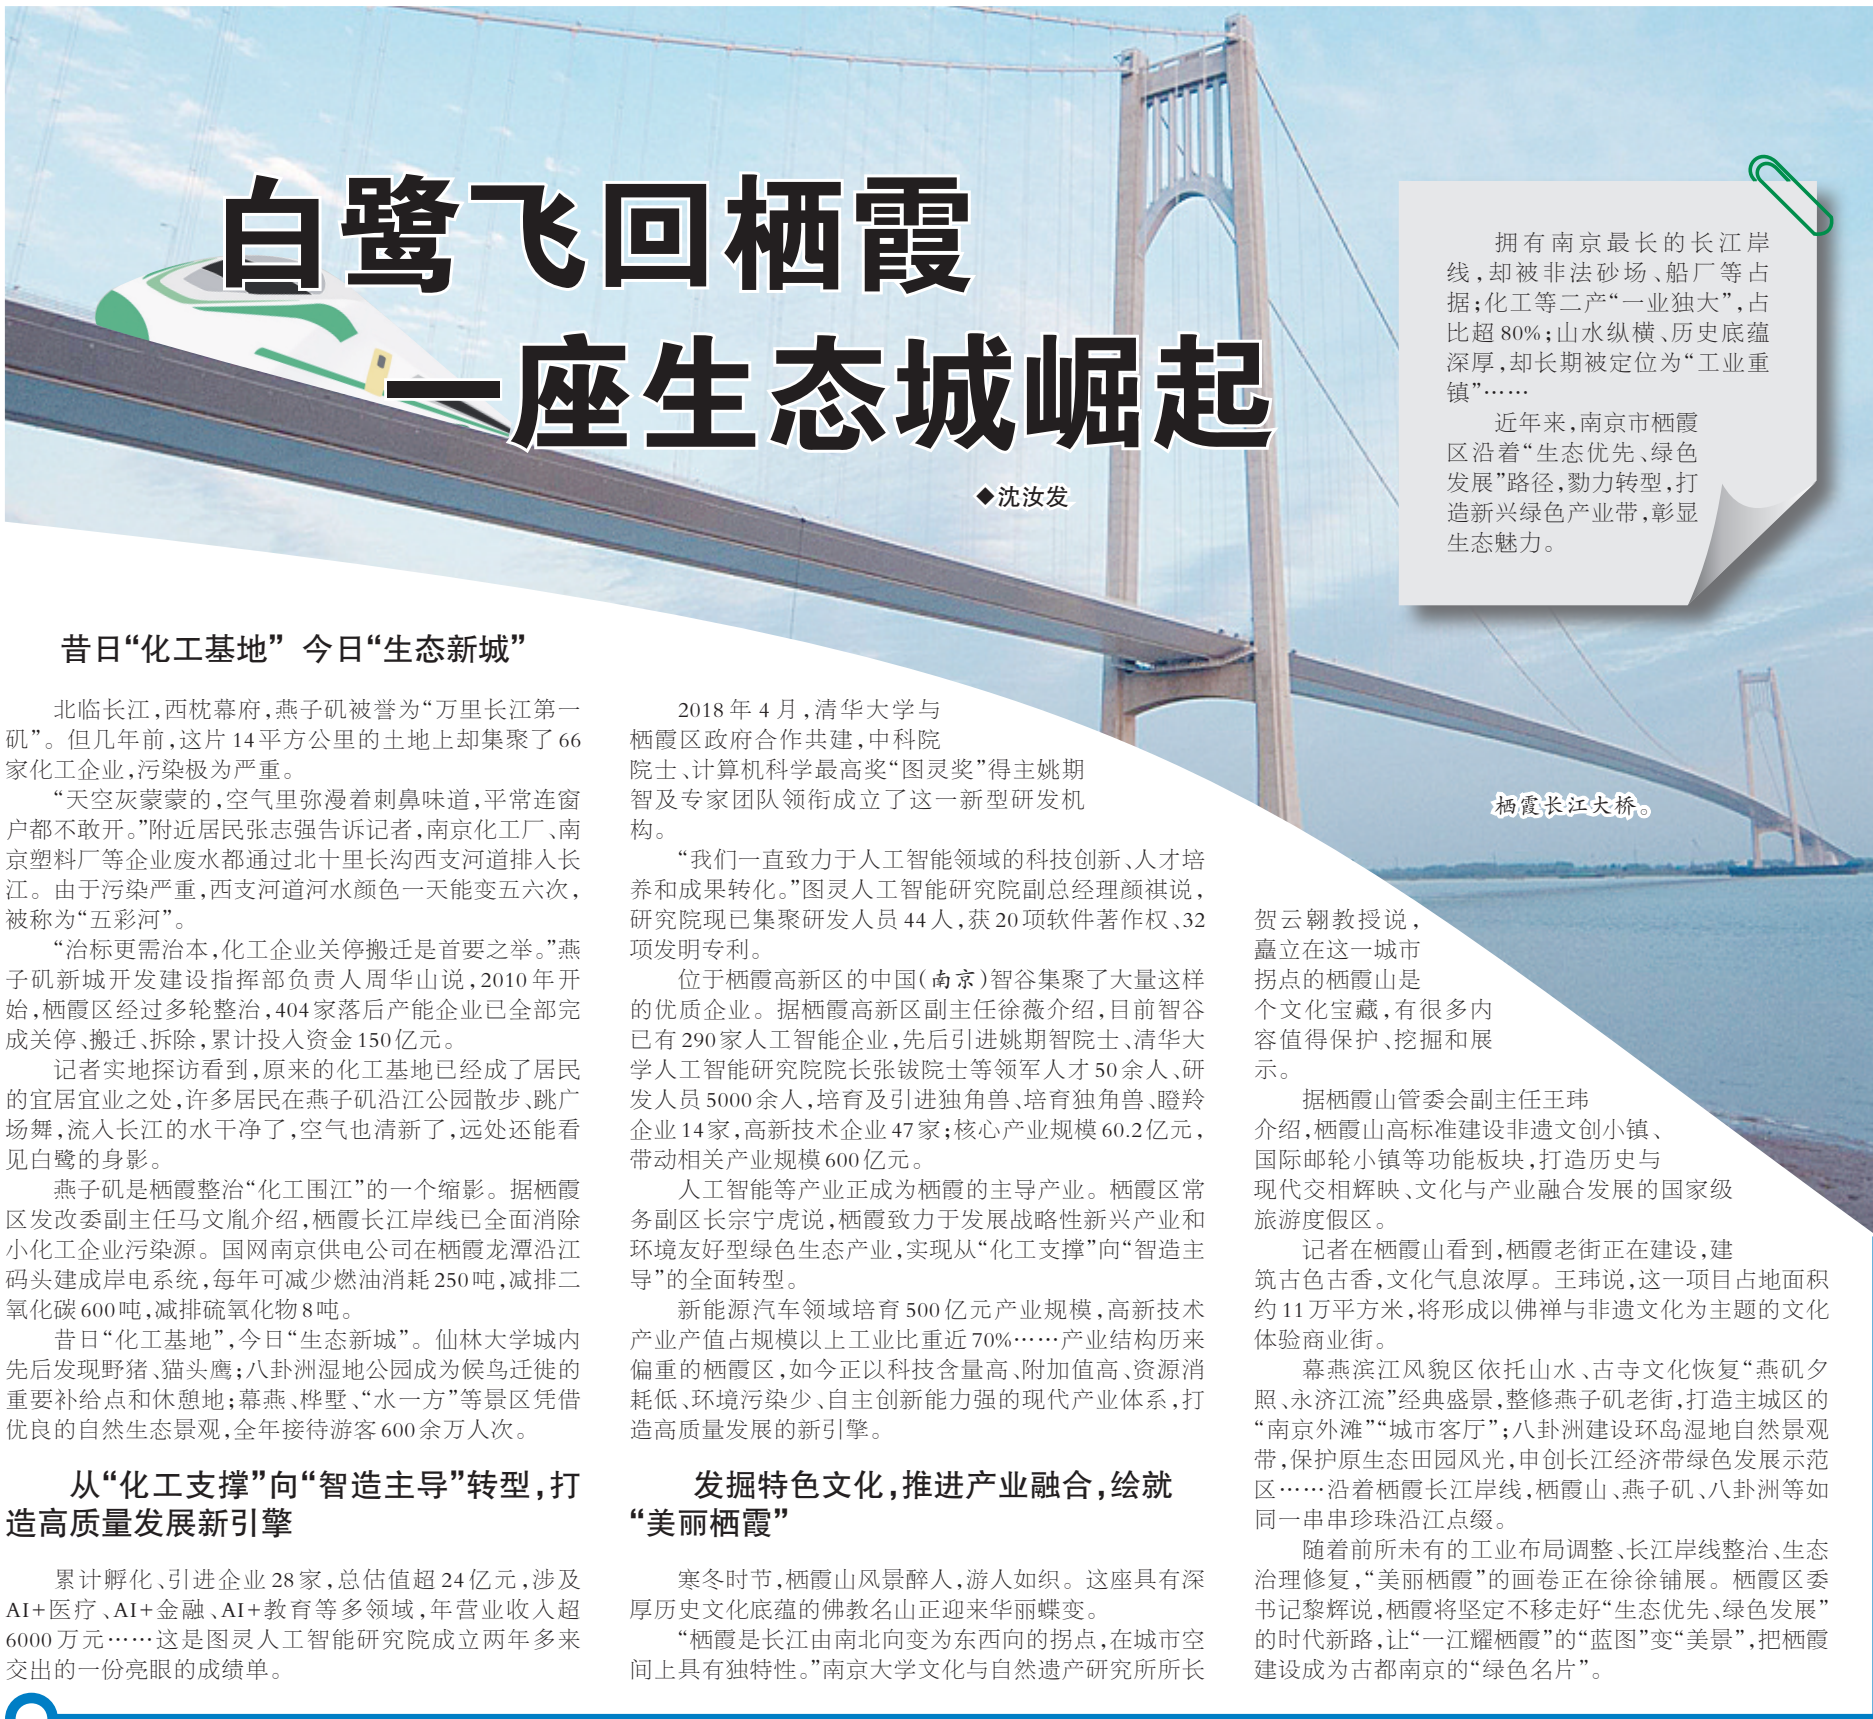 白鹭飞回栖霞
一座生态城崛起
◆沈汝发
拥有南京最长的长江岸
线,却被非法砂场、船厂等占
据;化工等二产“一业独大”,占
比超80%;山水纵横、历史底蕴
深厚,却长期被定位为“工业重
镇”……
近年来,南京市栖霞
区沿着“生态优先、绿色
发展”路径,勠力转型,打
造新兴绿色产业带,彰显
生态魅力。
栖霞长江大桥。
昔日“化工基地” 今日“生态新城”
北临长江,西枕幕府,燕子矶被誉为“万里长江第一
矶”。但几年前,这片14平方公里的土地上却集聚了66
家化工企业,污染极为严重。
“天空灰蒙蒙的,空气里弥漫着刺鼻味道,平常连窗
户都不敢开。”附近居民张志强告诉记者,南京化工厂、南
京塑料厂等企业废水都通过北十里长沟西支河道排入长
江。由于污染严重,西支河道河水颜色一天能变五六次,
被称为“五彩河”。
“治标更需治本,化工企业关停搬迁是首要之举。”燕
子矶新城开发建设指挥部负责人周华山说,2010年开
始,栖霞区经过多轮整治,404家落后产能企业已全部完
成关停、搬迁、拆除,累计投入资金150亿元。
记者实地探访看到,原来的化工基地已经成了居民
的宜居宜业之处,许多居民在燕子矶沿江公园散步、跳广
场舞,流入长江的水干净了,空气也清新了,远处还能看
见白鹭的身影。
燕子矶是栖霞整治“化工围江”的一个缩影。据栖霞
区发改委副主任马文胤介绍,栖霞长江岸线已全面消除
小化工企业污染源。国网南京供电公司在栖霞龙潭沿江
码头建成岸电系统,每年可减少燃油消耗250吨,减排二
氧化碳600吨,减排硫氧化物8吨。
昔日“化工基地”,今日“生态新城”。仙林大学城内
先后发现野猪、猫头鹰;八卦洲湿地公园成为候鸟迁徙的
重要补给点和休憩地;幕燕、桦墅、“水一方”等景区凭借
优良的自然生态景观,全年接待游客600余万人次。
从“化工支撑”向“智造主导”转型,打
造高质量发展新引擎
累计孵化、引进企业28家,总估值超24亿元,涉及
AI+医疗、AI+金融、AI+教育等多领域,年营业收入超
6000万元……这是图灵人工智能研究院成立两年多来
交出的一份亮眼的成绩单。
2018年4月,清华大学与
栖霞区政府合作共建,中科院
院士、计算机科学最高奖“图灵奖”得主姚期
智及专家团队领衔成立了这一新型研发机
构。
“我们一直致力于人工智能领域的科技创新、人才培
养和成果转化。”图灵人工智能研究院副总经理颜祺说,
研究院现已集聚研发人员44人,获20项软件著作权、32
项发明专利。
位于栖霞高新区的中国(南京)智谷集聚了大量这样
的优质企业。据栖霞高新区副主任徐薇介绍,目前智谷
已有290家人工智能企业,先后引进姚期智院士、清华大
学人工智能研究院院长张钹院士等领军人才50余人、研
发人员5000余人,培育及引进独角兽、培育独角兽、瞪羚
企业14家,高新技术企业47家;核心产业规模60.2亿元,
带动相关产业规模600亿元。
人工智能等产业正成为栖霞的主导产业。栖霞区常
务副区长宗宁虎说,栖霞致力于发展战略性新兴产业和
环境友好型绿色生态产业,实现从“化工支撑”向“智造主
导”的全面转型。
新能源汽车领域培育500亿元产业规模,高新技术
产业产值占规模以上工业比重近70%……产业结构历来
偏重的栖霞区,如今正以科技含量高、附加值高、资源消
耗低、环境污染少、自主创新能力强的现代产业体系,打
造高质量发展的新引擎。
发掘特色文化,推进产业融合,绘就
“美丽栖霞”
寒冬时节,栖霞山风景醉人,游人如织。这座具有深
厚历史文化底蕴的佛教名山正迎来华丽蝶变。
“栖霞是长江由南北向变为东西向的拐点,在城市空
间上具有独特性。”南京大学文化与自然遗产研究所所长
贺云翱教授说,
矗立在这一城市
拐点的栖霞山是
个文化宝藏,有很多内
容值得保护、挖掘和展
示。
据栖霞山管委会副主任王玮
介绍,栖霞山高标准建设非遗文创小镇、
国际邮轮小镇等功能板块,打造历史与
现代交相辉映、文化与产业融合发展的国家级
旅游度假区。
记者在栖霞山看到,栖霞老街正在建设,建
筑古色古香,文化气息浓厚。王玮说,这一项目占地面积
约11万平方米,将形成以佛禅与非遗文化为主题的文化
体验商业街。
幕燕滨江风貌区依托山水、古寺文化恢复“燕矶夕
照、永济江流”经典盛景,整修燕子矶老街,打造主城区的
“南京外滩”“城市客厅”;八卦洲建设环岛湿地自然景观
带,保护原生态田园风光,申创长江经济带绿色发展示范
区……沿着栖霞长江岸线,栖霞山、燕子矶、八卦洲等如
同一串串珍珠沿江点缀。
随着前所未有的工业布局调整、长江岸线整治、生态
治理修复,“美丽栖霞”的画卷正在徐徐铺展。栖霞区委
书记黎辉说,栖霞将坚定不移走好“生态优先、绿色发展”
的时代新路,让“一江耀栖霞”的“蓝图”变“美景”,把栖霞
建设成为古都南京的“绿色名片”。